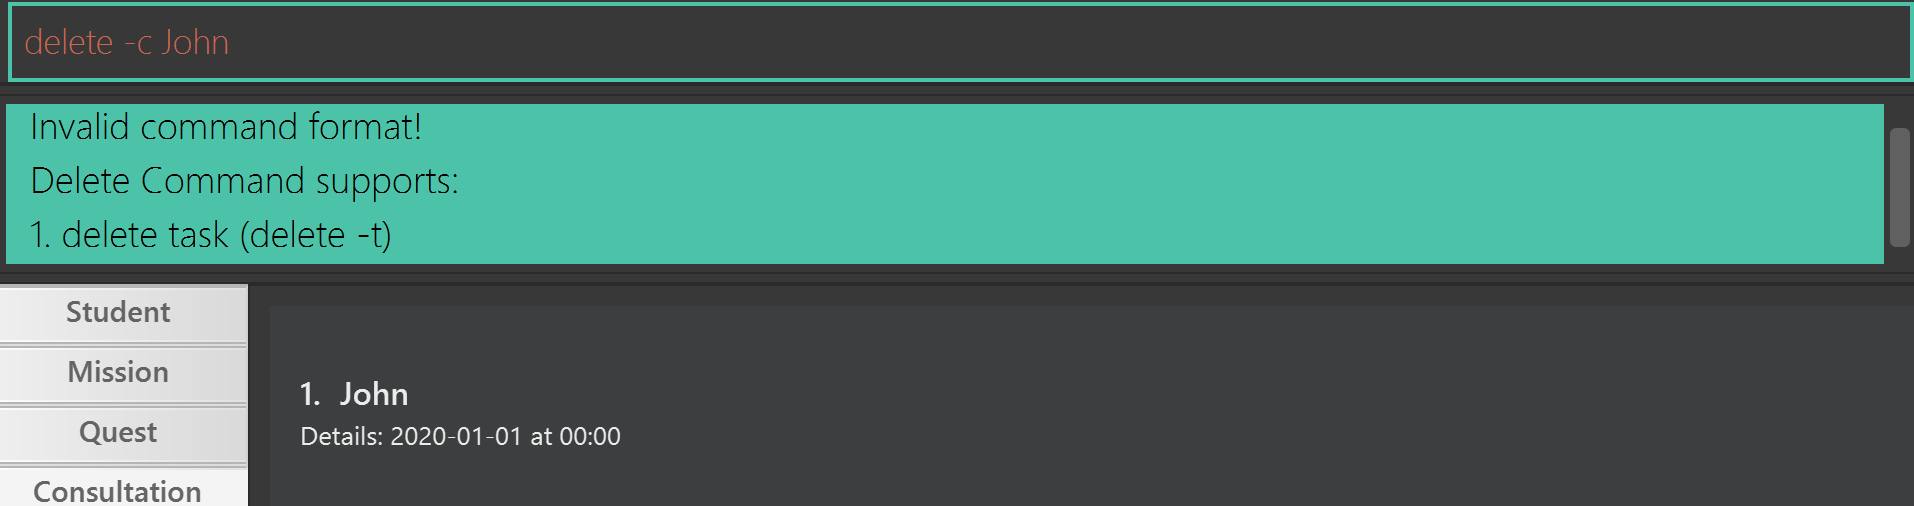 delete -c John
Invalid command format!
Delete Command supports:
1. delete task (delete -t)
Student
Mission
Quest
Consultation
1. John
Details: 2020-01-01 at 00:00